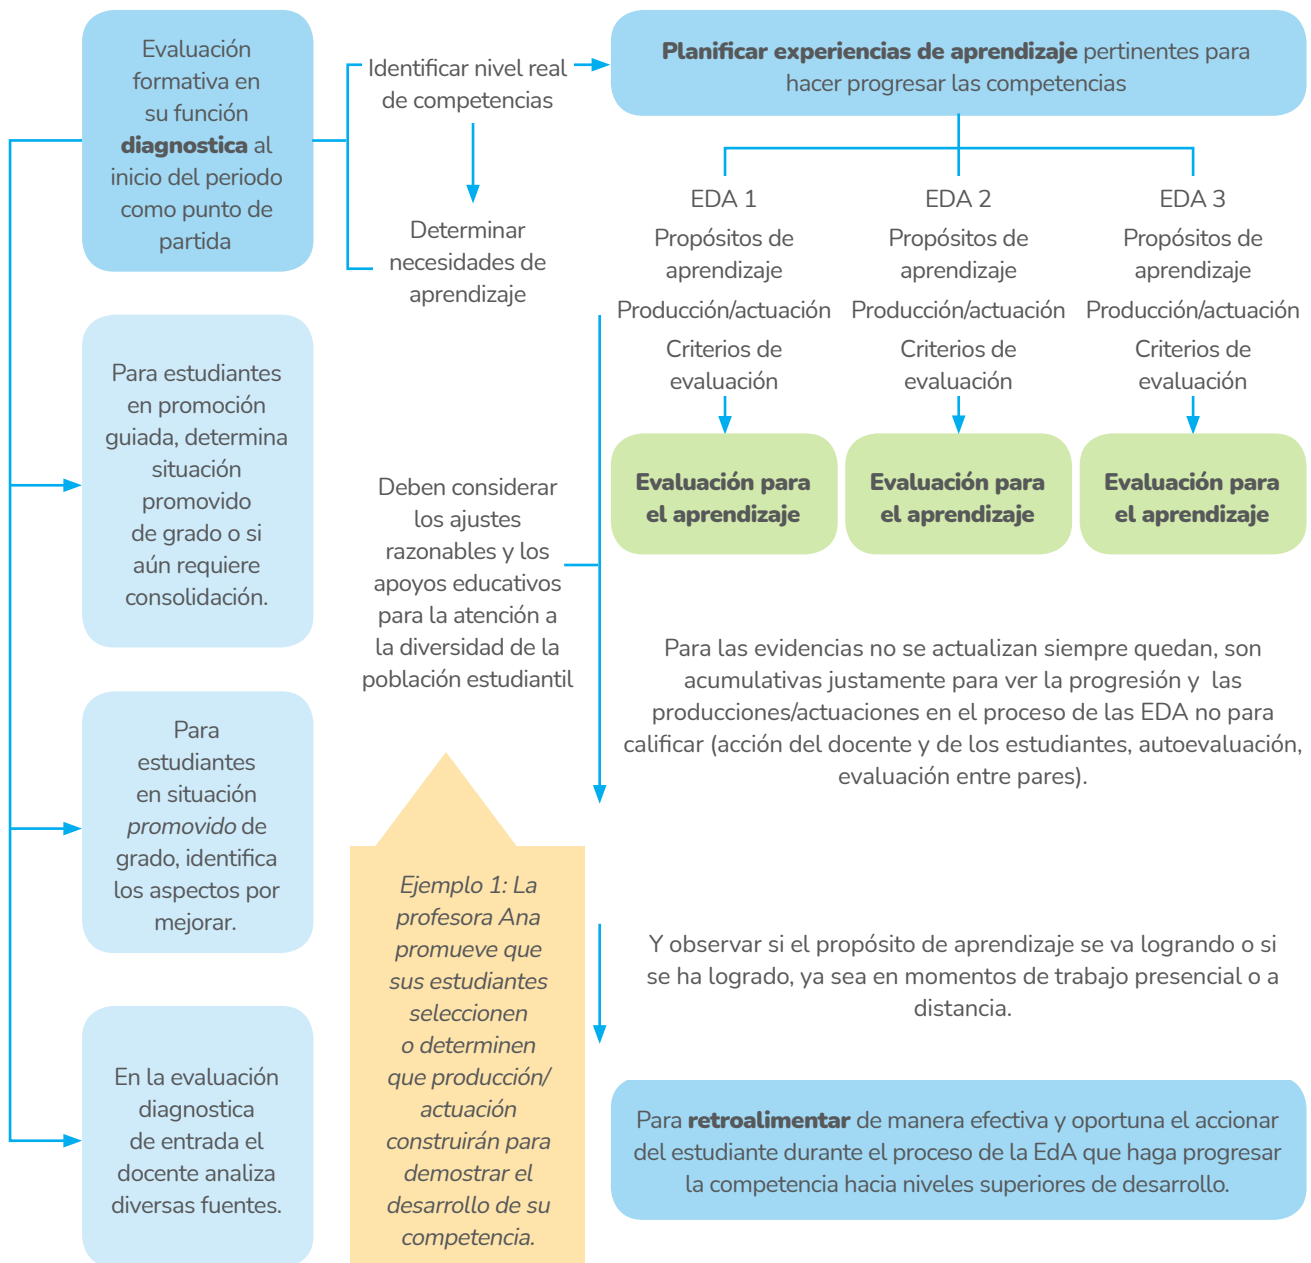 Evaluación
formativa en
su función
diagnostica al
inicio del periodo
como punto de
partida
Identificar nivel real
de competencias
Determinar
necesidades de
aprendizaje
Planificar experiencias de aprendizaje pertinentes para
hacer progresar las competencias
EDA 1
Propósitos de
aprendizaje
Producción/actuación
Criterios de
evaluación
Evaluación para
el aprendizaje
EDA 2
Propósitos de
aprendizaje
Producción/actuación
Criterios de
evaluación
Evaluación para
el aprendizaje
EDA 3
Propósitos de
aprendizaje
Producción/actuación
Criterios de
evaluación
Evaluación para
el aprendizaje
Para estudiantes
en promoción
guiada, determina
situación
promovido
de grado o si
aún requiere
consolidación.
Deben considerar
los ajustes
razonables y los
apoyos educativos
para la atención a
la diversidad de la
población estudiantil
Para las evidencias no se actualizan siempre quedan, son
acumulativas justamente para ver la progresión y las
producciones/actuaciones en el proceso de las EDA no para
calificar (acción del docente y de los estudiantes, autoevaluación,
evaluación entre pares).
Para
estudiantes
en situación
promovido de
grado, identifica
los aspectos por
mejorar.
Ejemplo 1: La
profesora Ana
promueve que
sus estudiantes
seleccionen
o determinen
que producción/
actuación
construirán para
demostrar el
desarrollo de su
competencia.
Y observar si el propósito de aprendizaje se va logrando o si
se ha logrado, ya sea en momentos de trabajo presencial o a
distancia.
En la evaluación
diagnostica
de entrada el
docente analiza
diversas fuentes.
Para retroalimentar de manera efectiva y oportuna el accionar
del estudiante durante el proceso de la EdA que haga progresar
la competencia hacia niveles superiores de desarrollo.